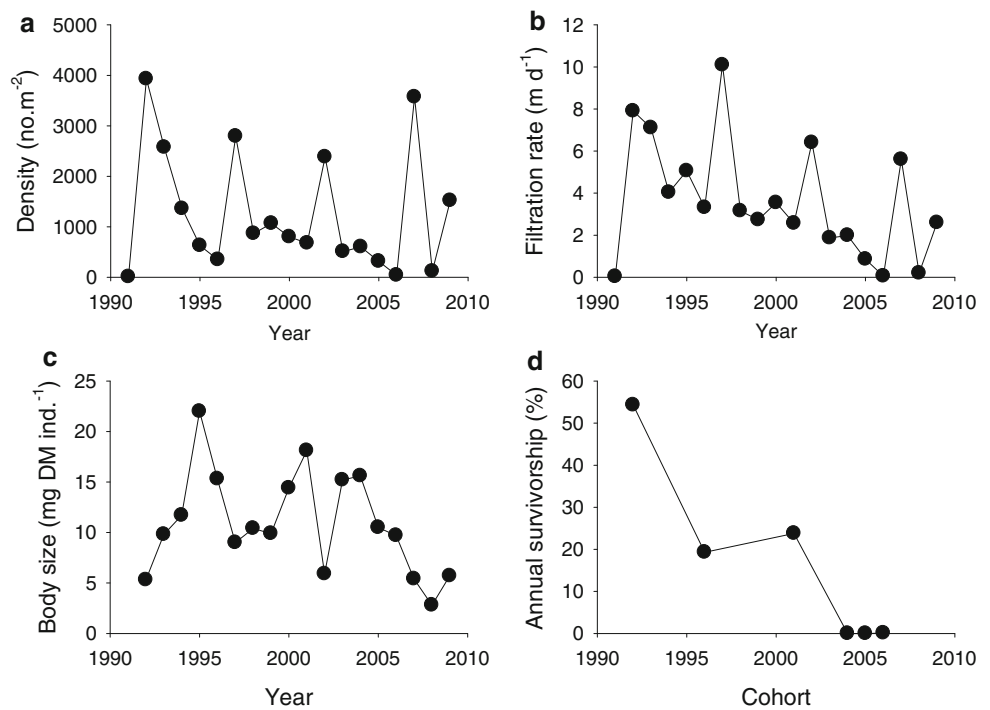 a
Density (no.m-2)
5000
4000
3000
2000
1000
0
1990 1995 2000 2005 2010
Year
b
Filtration rate (m d-1)
12
10
8
6
4
2
0
1990 1995 2000 2005 2010
Year
c
Body size (mg DM ind.-1)
25
20
15
10
5
0
1990 1995 2000 2005 2010
Year
d
Annual survivorship (%)
60
50
40
30
20
10
0
1990 1995 2000 2005 2010
Cohort